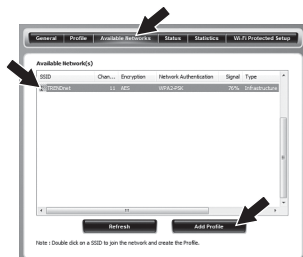 General Profile Available Networks Status Statistics Wi-Fi Protected Setup
Available Network(s)
SSID Chan... Encryption Network Authentication Signal Type
TRENDnet 11 AES WPA2-PSK 76% Infrastructure
Refresh Add Profile
Note : Double click on a SSID to join the network and create the Profile.